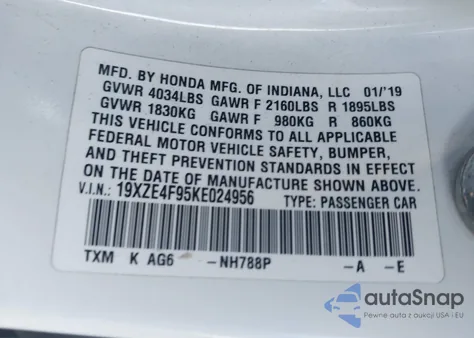 MFD. BY HONDA MFG. OF INDIANA, LLC 01/'19
GVWR 4034LBS GAWR F 2160LBS R 1895LBS
GVWR 1830KG GAWR F 980KG R 860KG
THIS VEHICLE CONFORMS TO ALL APPLICABLE
FEDERAL MOTOR VEHICLE SAFETY, BUMPER,
AND THEFT PREVENTION STANDARDS IN EFFECT
ON THE DATE OF MANUFACTURE SHOWN ABOVE.
V.I.N.: 19XZE4F95KE024956 TYPE: PASSENGER CAR
TXM K AG6 -NH788P -A -E
autoSnap
Pewne auta z aukcji USA i EU